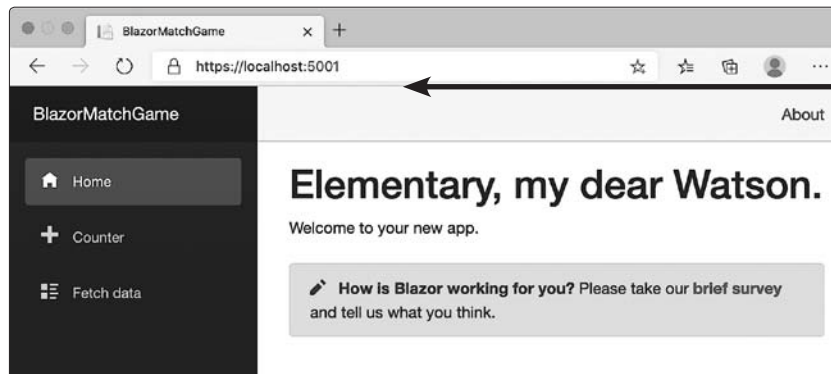 BlazorMatchGame
https://localhost:5001
BlazorMatchGame
About
Home
Counter
Fetch data
Elementary, my dear Watson.
Welcome to your new app.
How is Blazor working for you? Please take our brief survey
and tell us what you think.